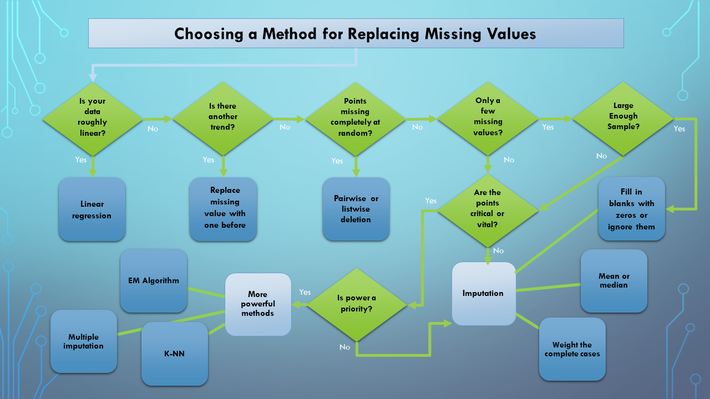 Choosing a Method for Replacing Missing Values
Is your
data
roughly
linear?
No
Is there
another
trend?
No
Points
missing
completely at
random?
No
Only a
few
missing
values?
Yes
Large
Enough
Sample?
Yes
Yes
Yes
Yes
No
No
Linear
regression
Replace
missing
value with
one before
Pairwise or
listwise
deletion
Yes
Are the
points
critical or
vital?
Fill in
blanks with
zeros or
ignore them
No
EM Algorithm
More
powerful
methods
Yes
Is power a
priority?
Imputation
Mean or
median
Multiple
imputation
K-NN
No
Weight the
complete cases